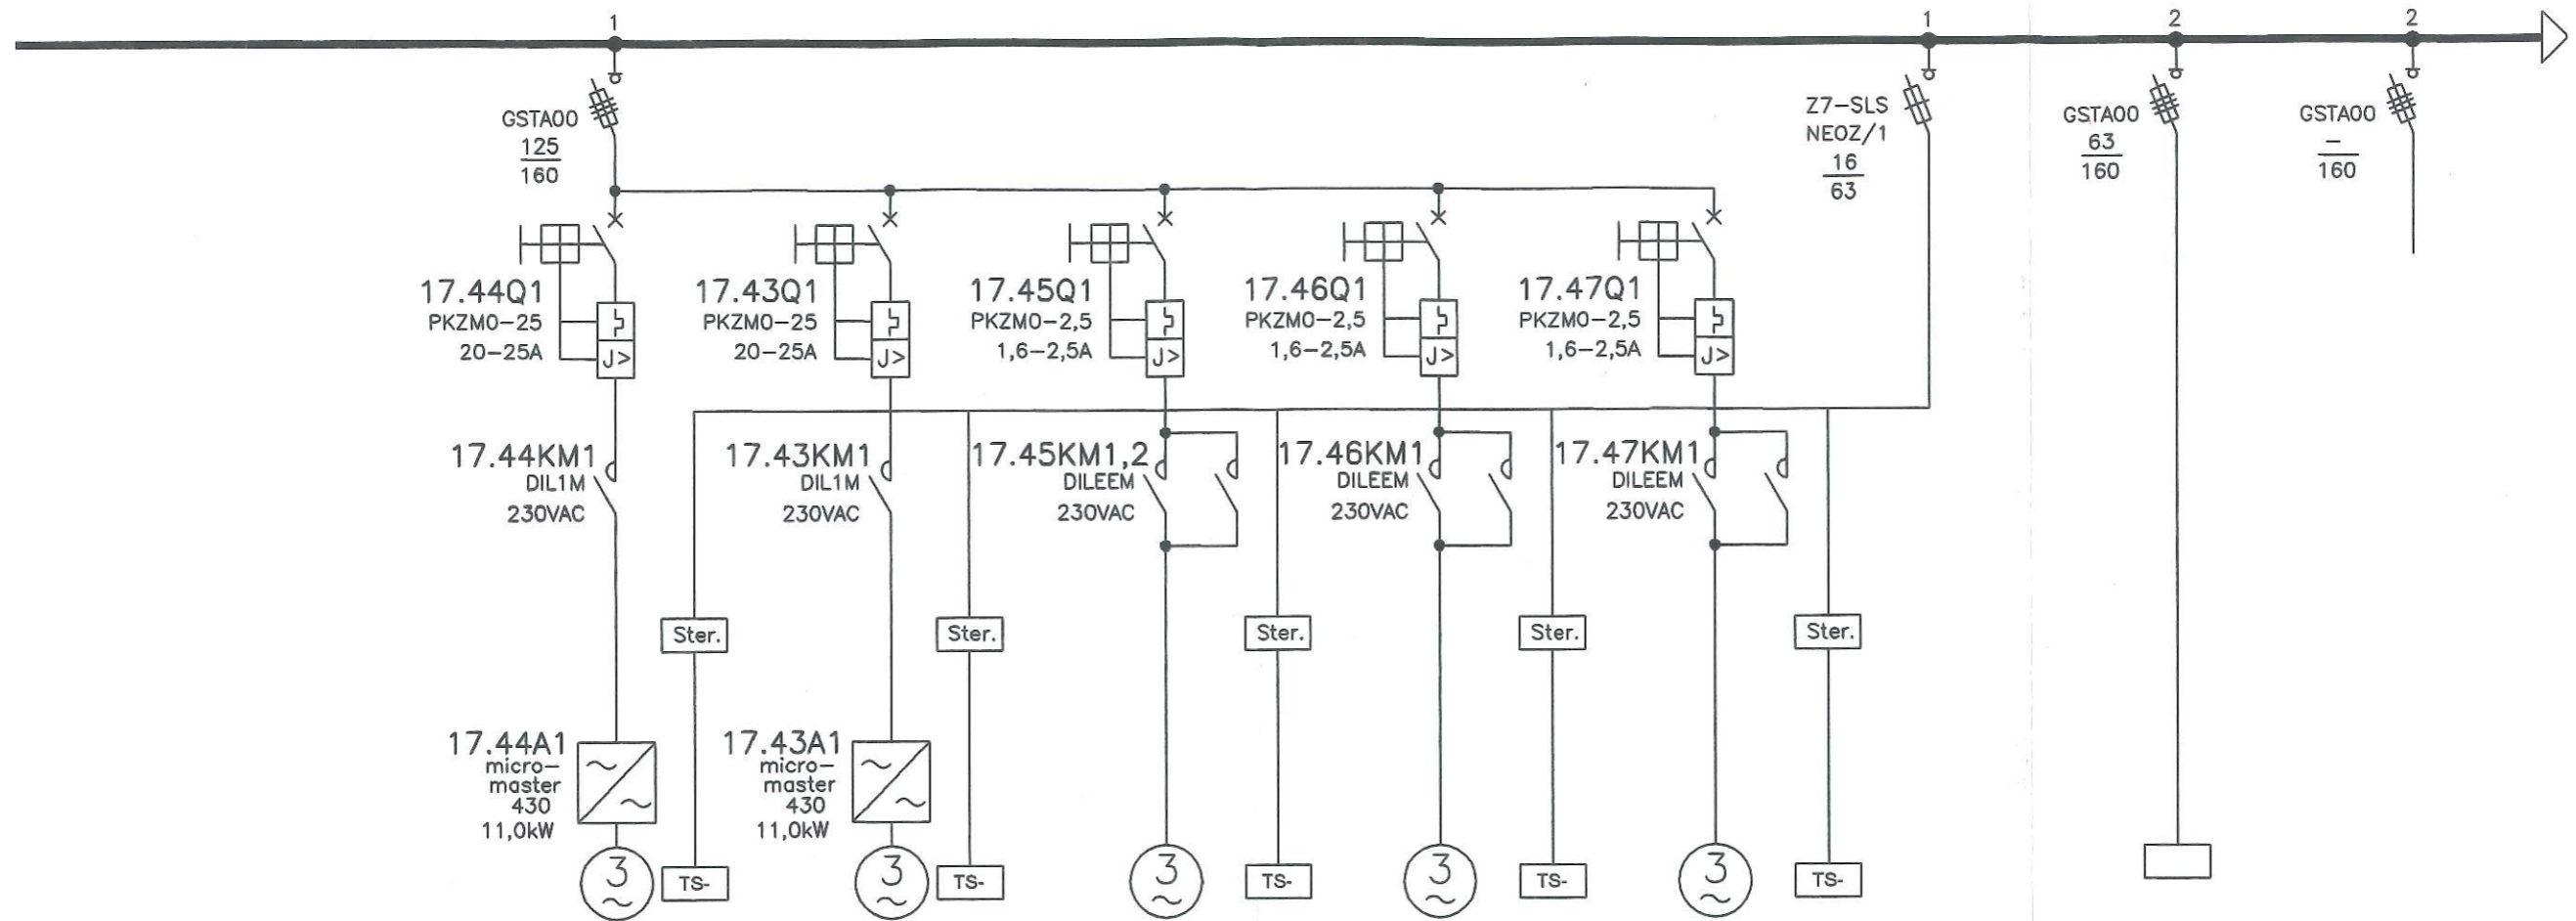 1
1
2
2
GSTA00
125
160
Z7-SLS
NEOZ/1
16
63
GSTA00
63
160
GSTA00
-
160
17.44Q1
PKZM0-25
20-25A
J>
17.43Q1
PKZM0-25
20-25A
J>
17.45Q1
PKZM0-2,5
1,6-2,5A
J>
17.46Q1
PKZM0-2,5
1,6-2,5A
J>
17.47Q1
PKZM0-2,5
1,6-2,5A
J>
17.44KM1
DIL1M
230VAC
17.43KM1
DIL1M
230VAC
17.45KM1,2
DILEEM
230VAC
17.46KM1
DILEEM
230VAC
17.47KM1
DILEEM
230VAC
Ster.
Ster.
Ster.
Ster.
Ster.
17.44A1
micro-
master
430
11,0kW
17.43A1
micro-
master
430
11,0kW
3
~
TS-
3
~
TS-
3
~
TS-
3
~
TS-
3
~
TS-